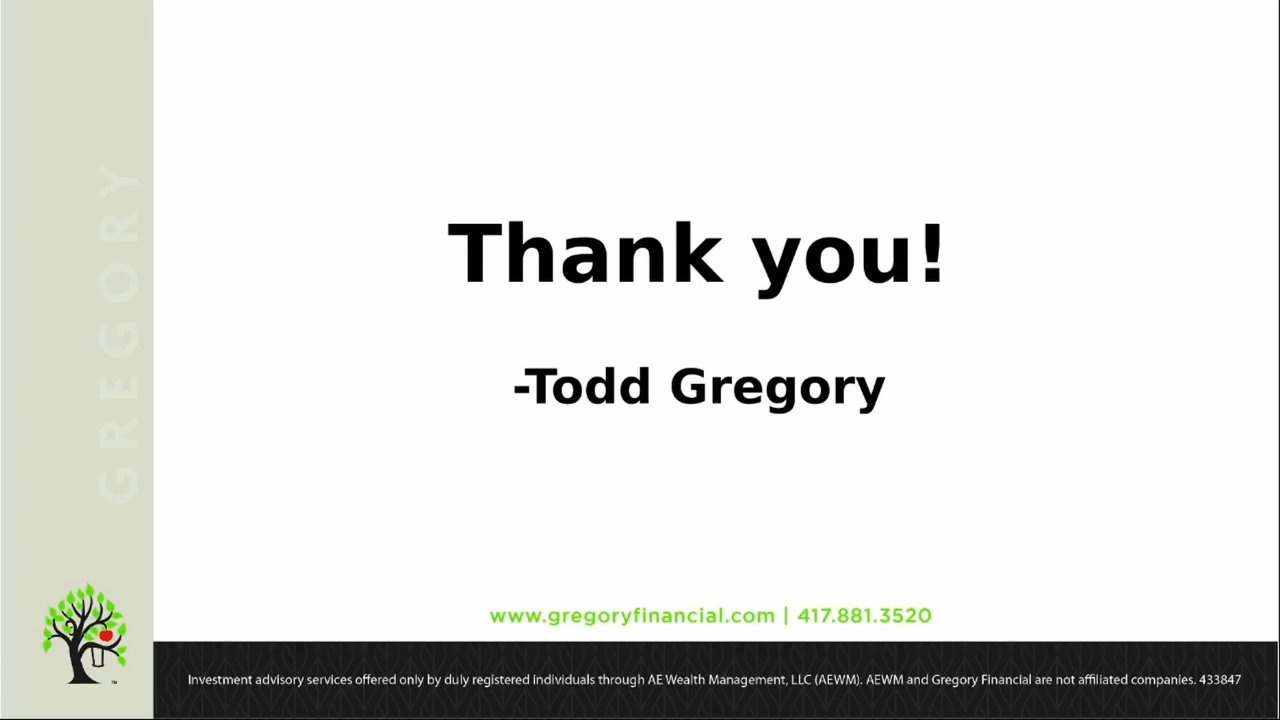 GREGORY
Thank you!
-Todd Gregory
www.gregoryfinancial.com | 417.881.3520
Investment advisory services offered only by duly registered individuals through AE Wealth Management, LLC (AEWM). AEWM and Gregory Financial are not affiliated companies. 433847
™